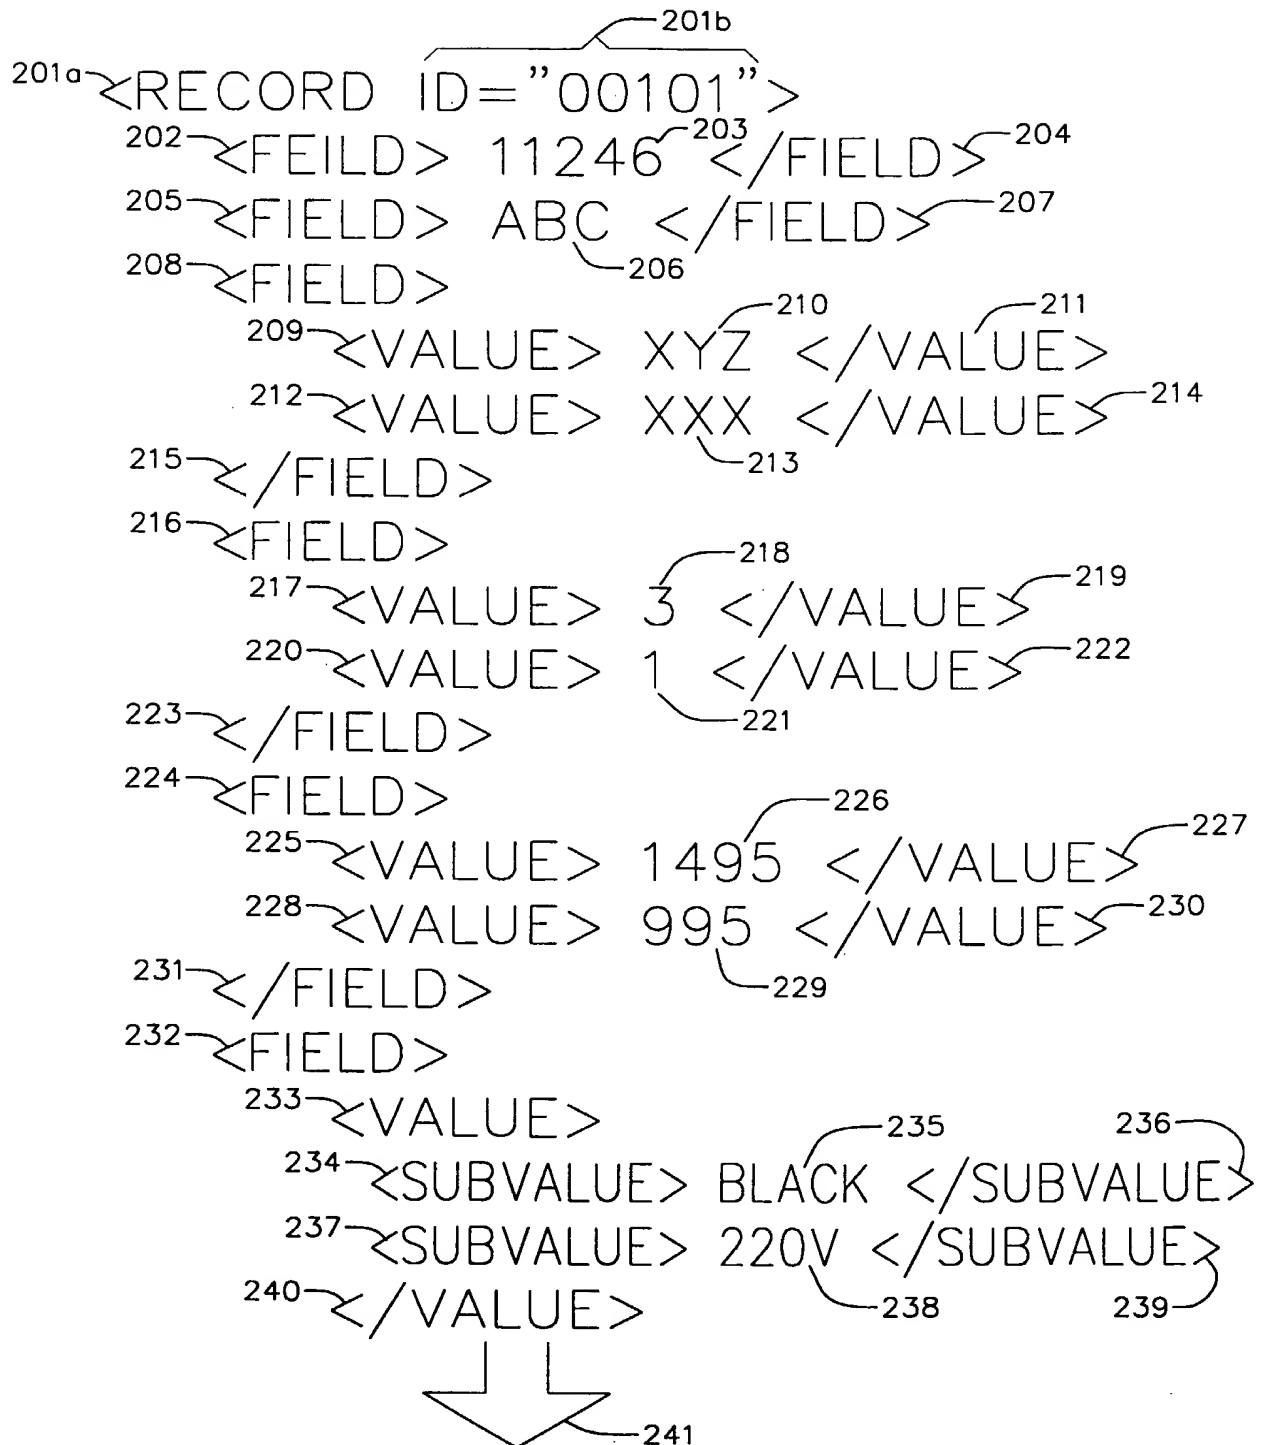 201b
201a <RECORD ID="00101">
202 <FEILD> 11246 203 </FIELD> 204
205 <FIELD> ABC </FIELD> 207
206
208 <FIELD>
210 211
209 <VALUE> XYZ </VALUE>
212 <VALUE> XXX </VALUE> 214
213
215 </FIELD>
216 <FIELD>
218
217 <VALUE> 3 </VALUE> 219
220 <VALUE> 1 </VALUE> 222
221
223 </FIELD>
224 <FIELD>
226
225 <VALUE> 1495 </VALUE> 227
228 <VALUE> 995 </VALUE> 230
229
231 </FIELD>
232 <FIELD>
233 <VALUE>
235 236
234 <SUBVALUE> BLACK </SUBVALUE>
237 <SUBVALUE> 220V </SUBVALUE>
238 239
240 </VALUE>
241